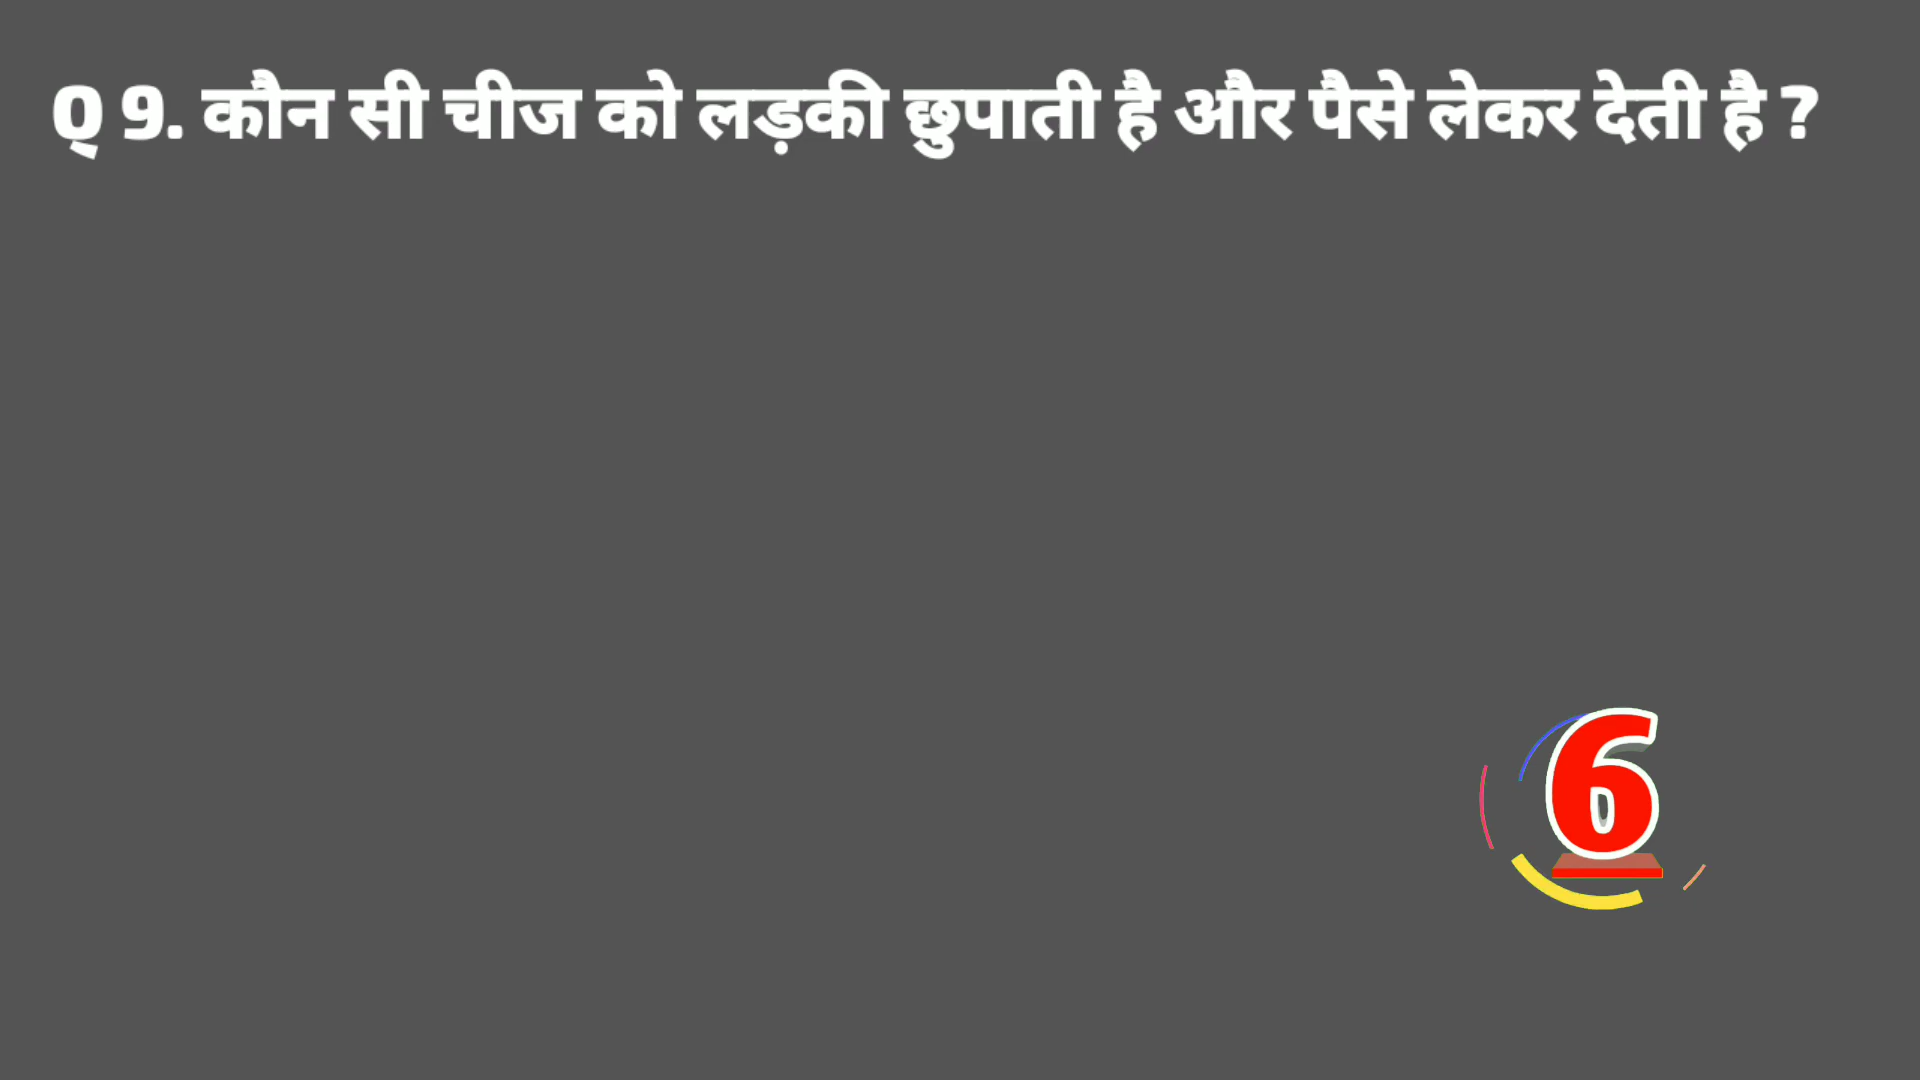 Q 9. कौन सी चीज को लड़की छुपाती है और पैसे लेकर देती है ?
6